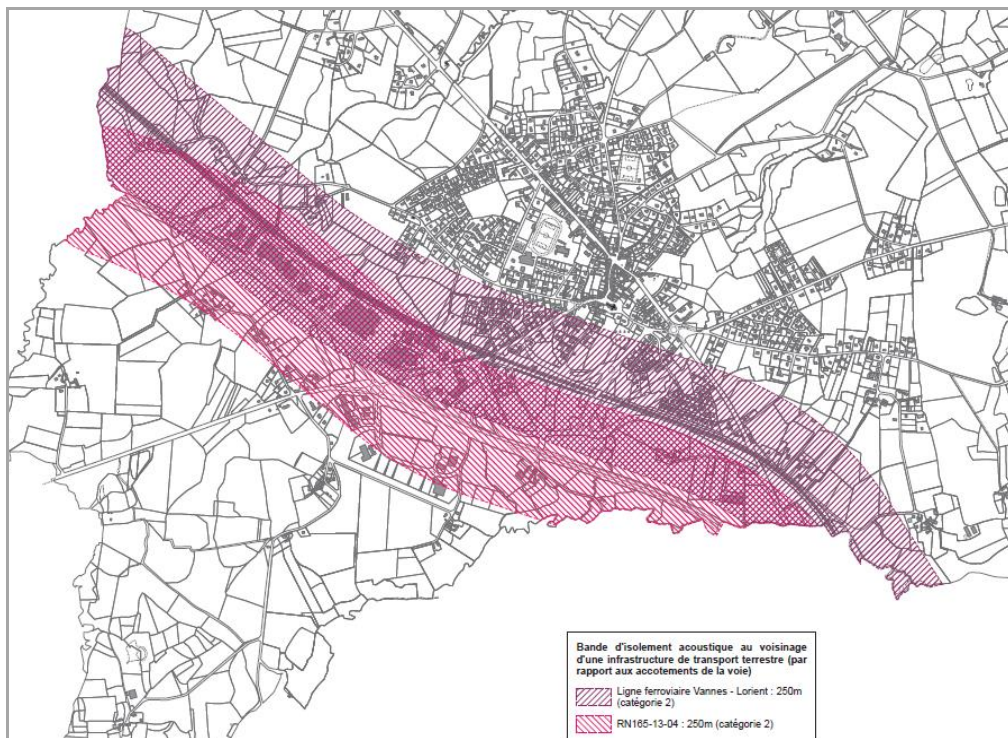 Bande d'isolement acoustique au voisinage
d'une infrastructure de transport terrestre (par
rapport aux accotements de la voie)
Ligne ferroviaire Vannes - Lorient : 250m
(catégorie 2)
RN165-13-04 : 250m (catégorie 2)